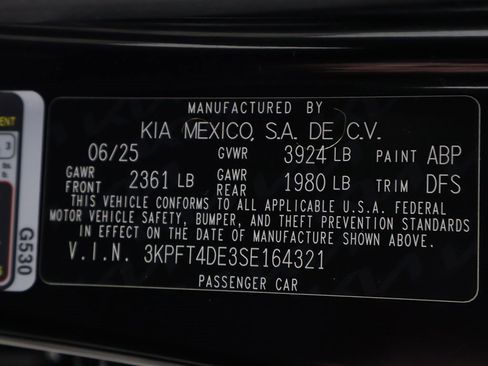 MANUFACTURED BY
KIA MEXICO, S.A. DE C.V.
06/25 GVWR 3924 LB PAINT ABP
GAWR FRONT 2361 LB GAWR REAR 1980 LB TRIM DFS
THIS VEHICLE CONFORMS TO ALL APPLICABLE U.S.A. FEDERAL
MOTOR VEHICLE SAFETY, BUMPER, AND THEFT PREVENTION STANDARDS
IN EFFECT ON THE DATE OF MANUFACTURE SHOWN ABOVE.
V.I.N. 3KPFT4DE3SE164321
PASSENGER CAR
G530
3